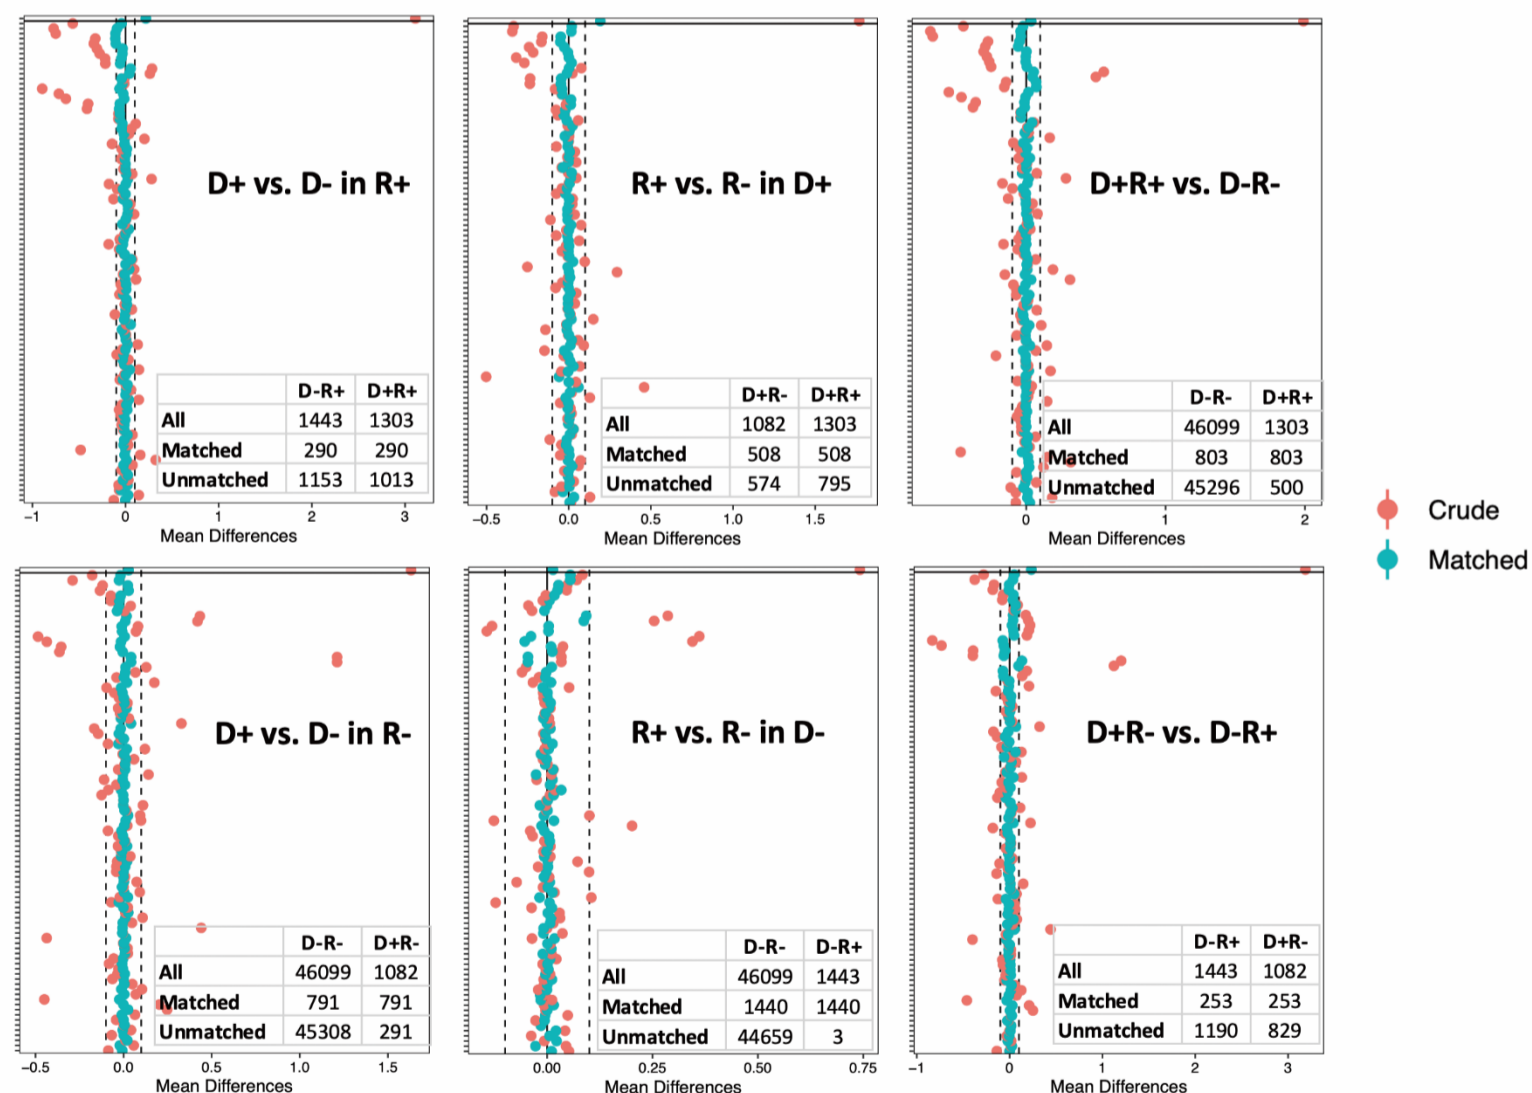 D+ vs. D- in R+
D-R+ D+R+
All 1443 1303
Matched 290 290
Unmatched 1153 1013
−1 0 1 2 3
Mean Differences
R+ vs. R- in D+
D+R- D+R+
All 1082 1303
Matched 508 508
Unmatched 574 795
−0.5 0.0 0.5 1.0 1.5
Mean Differences
D+R+ vs. D-R-
D-R- D+R+
All 46099 1303
Matched 803 803
Unmatched 45296 500
0 1 2
Mean Differences
Crude
Matched
D+ vs. D- in R-
D-R- D+R-
All 46099 1082
Matched 791 791
Unmatched 45308 291
−0.5 0.0 0.5 1.0 1.5
Mean Differences
R+ vs. R- in D-
D-R- D-R+
All 46099 1443
Matched 1440 1440
Unmatched 44659 3
0.00 0.25 0.50 0.75
Mean Differences
D+R- vs. D-R+
D-R+ D+R-
All 1443 1082
Matched 253 253
Unmatched 1190 829
−1 0 1 2 3
Mean Differences